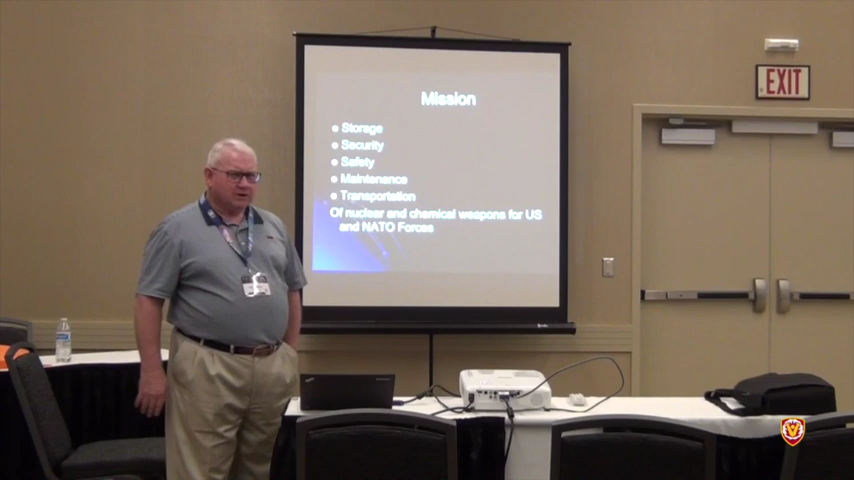 EXIT
Mission
Storage
Security
Safety
Maintenance
Transportation
Of nuclear and chemical weapons for US
and NATO Forces